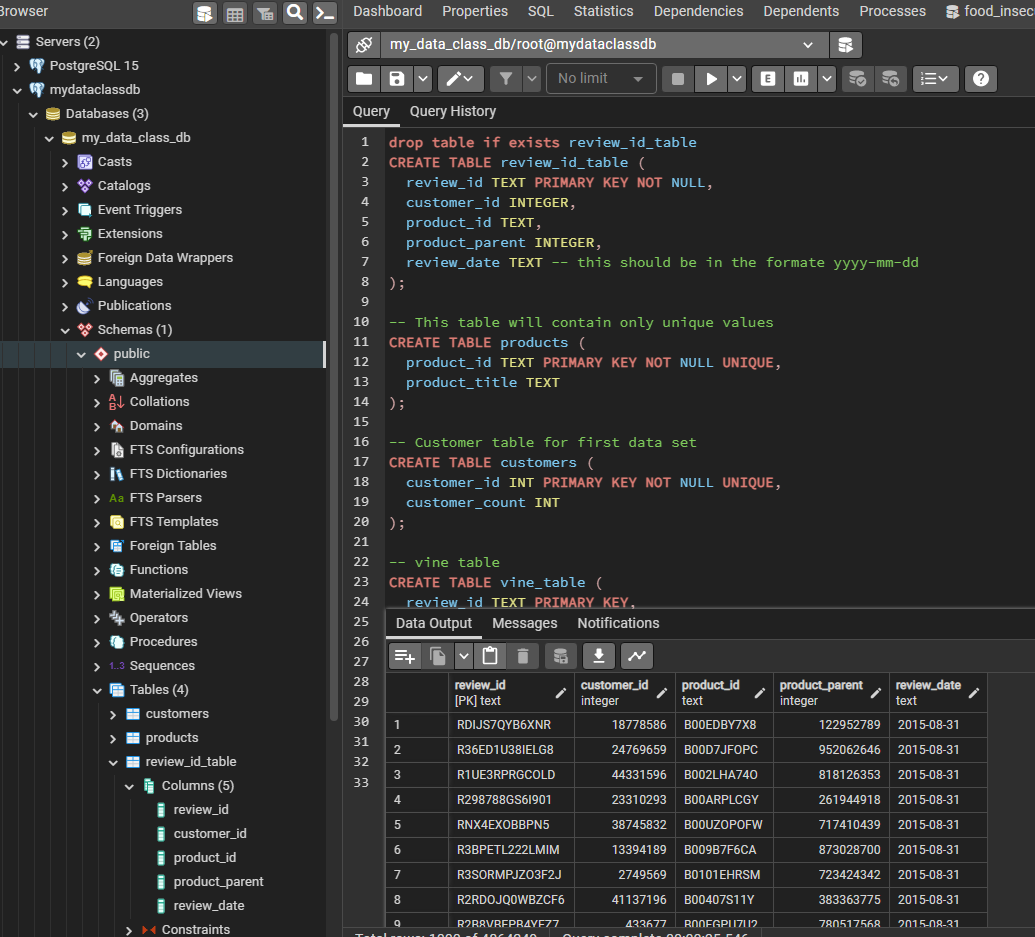 Browser
Dashboard Properties SQL Statistics Dependencies Dependents Processes food_insec
Servers (2)
PostgreSQL 15
mydataclassdb
Databases (3)
my_data_class_db
Casts
Catalogs
Event Triggers
Extensions
Foreign Data Wrappers
Languages
Publications
Schemas (1)
public
Aggregates
Collations
Domains
FTS Configurations
FTS Dictionaries
FTS Parsers
FTS Templates
Foreign Tables
Functions
Materialized Views
Operators
Procedures
1..3 Sequences
Tables (4)
customers
products
review_id_table
Columns (5)
review_id
customer_id
product_id
product_parent
review_date
Constraints
my_data_class_db/root@mydataclassdb
No limit
E
Query Query History
1 drop table if exists review_id_table
2 CREATE TABLE review_id_table (
3 review_id TEXT PRIMARY KEY NOT NULL,
4 customer_id INTEGER,
5 product_id TEXT,
6 product_parent INTEGER,
7 review_date TEXT -- this should be in the formate yyyy-mm-dd
8 );
9
10 -- This table will contain only unique values
11 CREATE TABLE products (
12 product_id TEXT PRIMARY KEY NOT NULL UNIQUE,
13 product_title TEXT
14 );
15
16 -- Customer table for first data set
17 CREATE TABLE customers (
18 customer_id INT PRIMARY KEY NOT NULL UNIQUE,
19 customer_count INT
20 );
21
22 -- vine table
23 CREATE TABLE vine_table (
24 review_id TEXT PRIMARY KEY,
25
26
27
28
29
30
31
32
33
Data Output Messages Notifications
review_id [PK] text customer_id integer product_id text product_parent integer review_date text
1 RDIJS7QYB6XNR 18778586 B00EDBY7X8 122952789 2015-08-31
2 R36ED1U38IELG8 24769659 B00D7JFOPC 952062646 2015-08-31
3 R1UE3RPRGCOLD 44331596 B002LHA74O 818126353 2015-08-31
4 R298788GS6I901 23310293 B00ARPLCGY 261944918 2015-08-31
5 RNX4EXOBBPN5 38745832 B00UZOPOFW 717410439 2015-08-31
6 R3BPETL222LMIM 13394189 B009B7F6CA 873028700 2015-08-31
7 R3SORMPJZO3F2J 2749569 B0101EHRSM 723424342 2015-08-31
8 R2RDOJQ0WBZCF6 41137196 B00407S11Y 383363775 2015-08-31
9 433677 780517568 2015-08-31